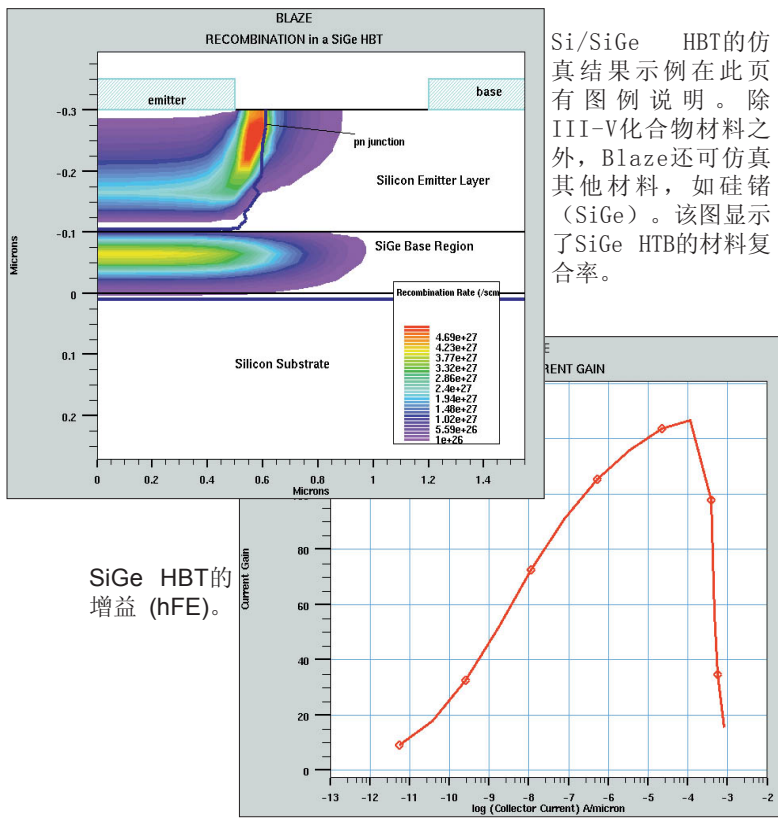 BLAZE
RECOMBINATION in a SiGe HBT
emitter
base
pn junction
Silicon Emitter Layer
SiGe Base Region
Silicon Substrate
Recombination Rate (/scm
4.69e+27
4.23e+27
3.77e+27
3.32e+27
2.86e+27
2.4e+27
1.94e+27
1.48e+27
1.02e+27
5.59e+26
1e+26
-0.3
-0.2
-0.1
0
0.1
0.2
Microns
0 0.2 0.4 0.6 0.8 1 1.2 1.4
Microns
Si/SiGe HBT的仿
真结果示例在此页
有图例说明。除
III-V化合物材料之
外，Blaze还可仿真
其他材料，如硅锗
（SiGe）。该图显示
了SiGe HTB的材料复
合率。
SiGe HBT的
增益 (hFE)。
E
RENT GAIN
80
60
40
20
0
Current Gain
-13 -12 -11 -10 -9 -8 -7 -6 -5 -4 -3 -2
log (Collector Current) A/micron